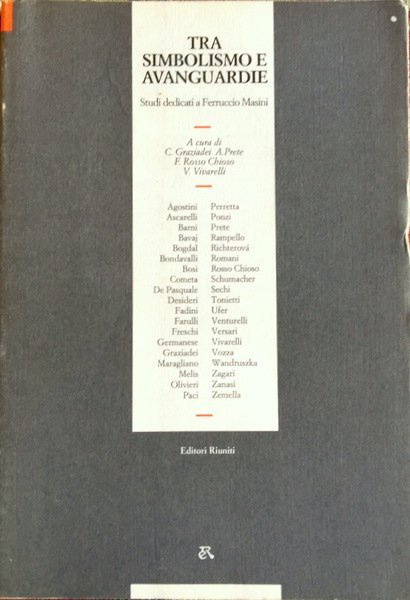 TRA
SIMBOLISMO E
AVANGUARDIE
Studi dedicati a Ferruccio Masini
A cura di
C. Graziadei A. Prete
F. Rosso Chioso
V. Vivarelli
Agostini Perretta
Ascarelli Ponzi
Barni Prete
Bavaj Rampello
Bogdal Richterová
Bondavalli Romani
Bosi Rosso Chioso
Cometa Schumacher
De Pasquale Sechi
Desideri Tonietti
Fadini Ufer
Farulli Venturelli
Freschi Versari
Germanese Vivarelli
Graziadei Vozza
Maragliano Wandruszka
Melis Zagari
Olivieri Zanasi
Paci Zemella
Editori Riuniti